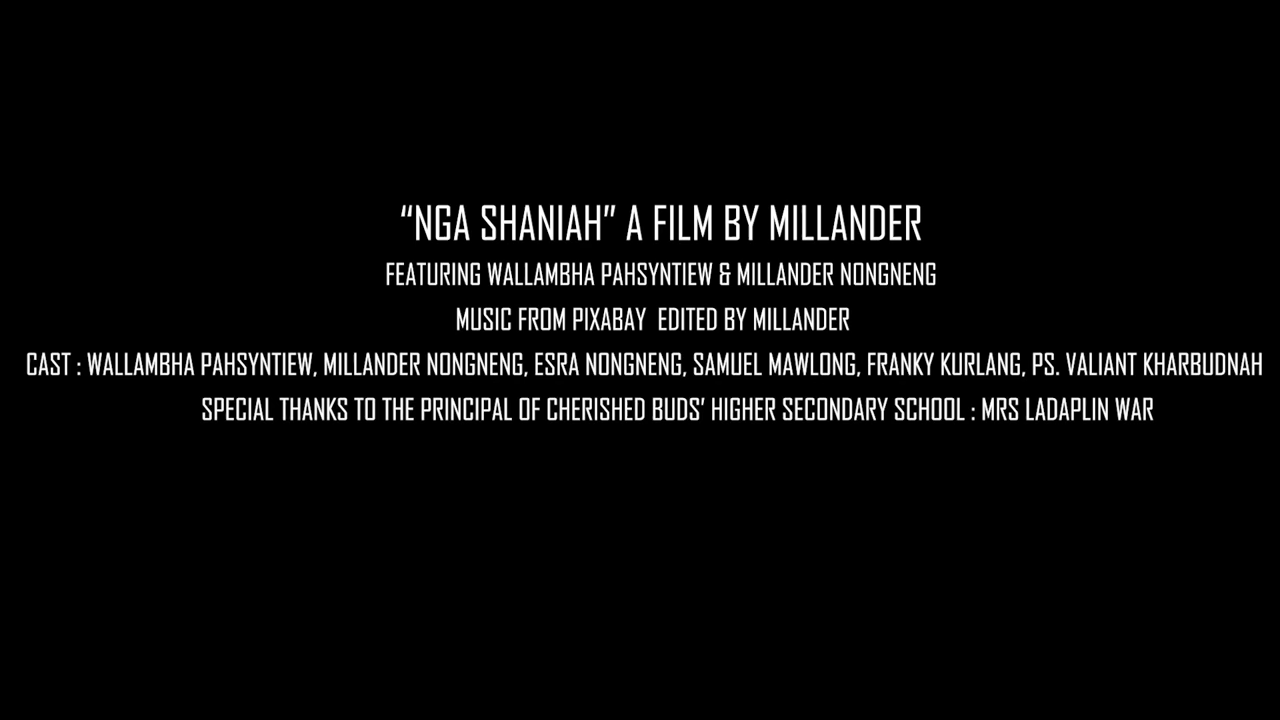 “NGA SHANIAH” A FILM BY MILLANDER
FEATURING WALLAMBHA PAHSYNTIEW & MILLANDER NONGNENG
MUSIC FROM PIXABAY EDITED BY MILLANDER
CAST : WALLAMBHA PAHSYNTIEW, MILLANDER NONGNENG, ESRA NONGNENG, SAMUEL MAWLONG, FRANKY KURLANG, PS. VALIANT KHARBUDNAH
SPECIAL THANKS TO THE PRINCIPAL OF CHERISHED BUDS’ HIGHER SECONDARY SCHOOL : MRS LADAPLIN WAR